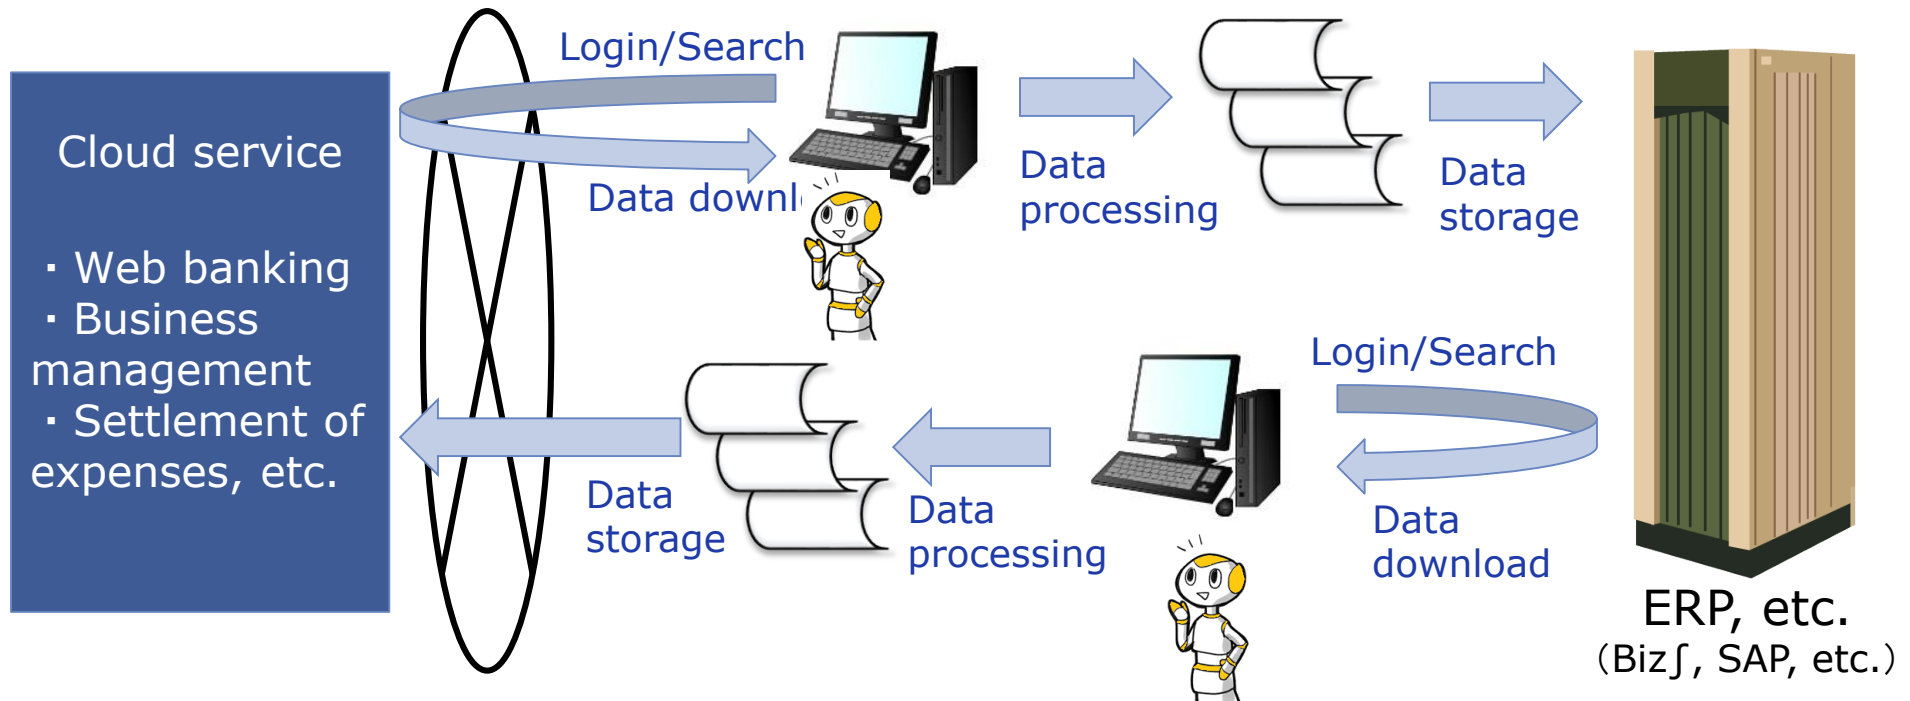 Cloud service
・Web banking
・Business
management
・Settlement of
expenses, etc.
Login/Search
Data downl
Data
processing
Data
storage
Login/Search
Data
download
Data
processing
Data
storage
ERP, etc.
（Biz∫, SAP, etc.）